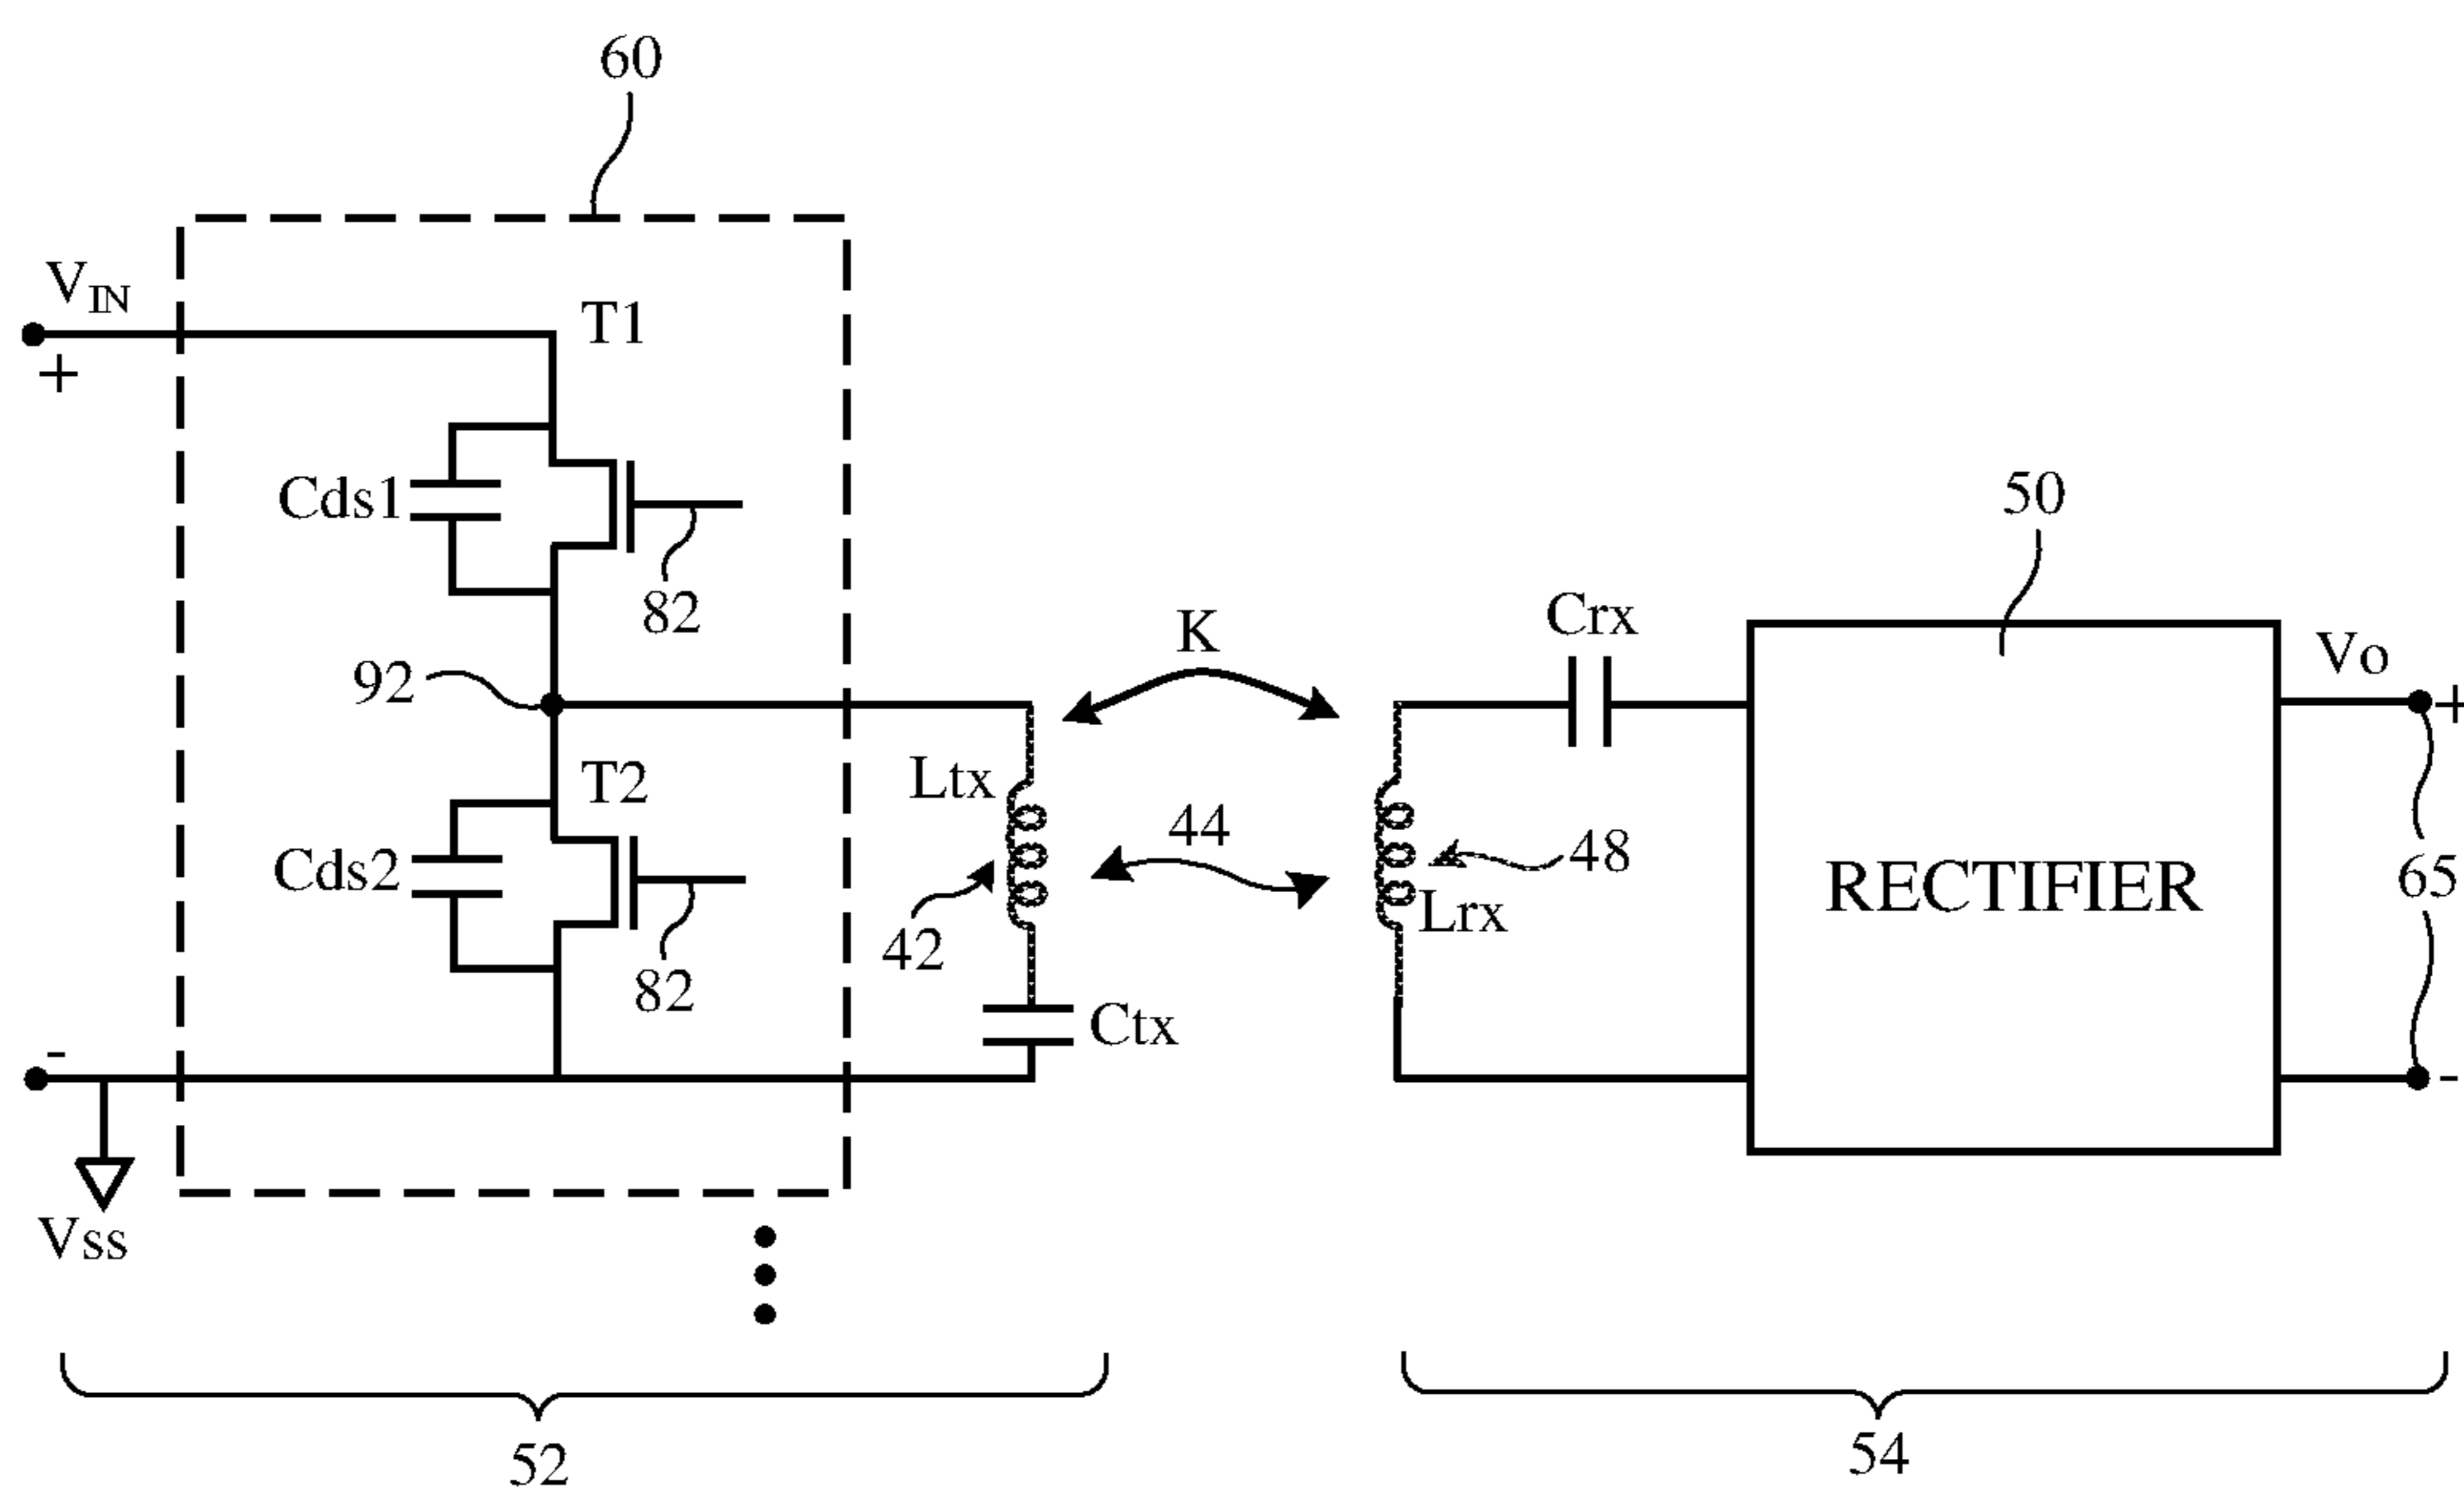 60
VIN
+
T1
Cds1
82
92
T2
Cds2
82
-
Vss
52
K
Ltx
44
42
Ctx
Crx
48
Lrx
50
RECTIFIER
Vo
+
65
-
54